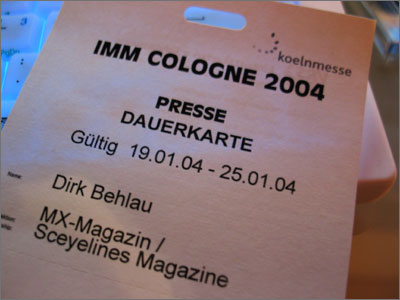 koelnmesse
IMM COLOGNE 2004
PRESSE
DAUERKARTE
Gültig 19.01.04 - 25.01.04
Name:
Dirk Behlau
MX-Magazin /
Sceyelines Magazine